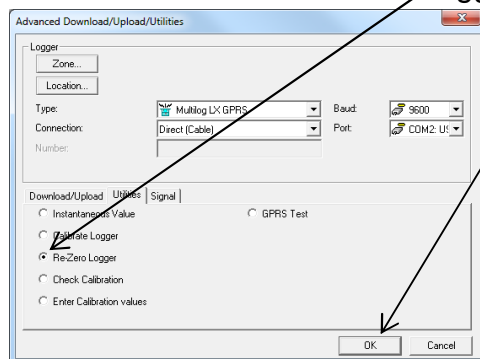 Advanced Download/Upload/Utilities
Logger
Zone...
Location...
Type: Multilog LX GPRS Baud: 9600
Connection: Direct (Cable) Port: COM2: US
Number:
Download/Upload Utilities Signal
Instantaneous Value GPRS Test
Calibrate Logger
Re-Zero Logger
Check Calibration
Enter Calibration values
OK Cancel